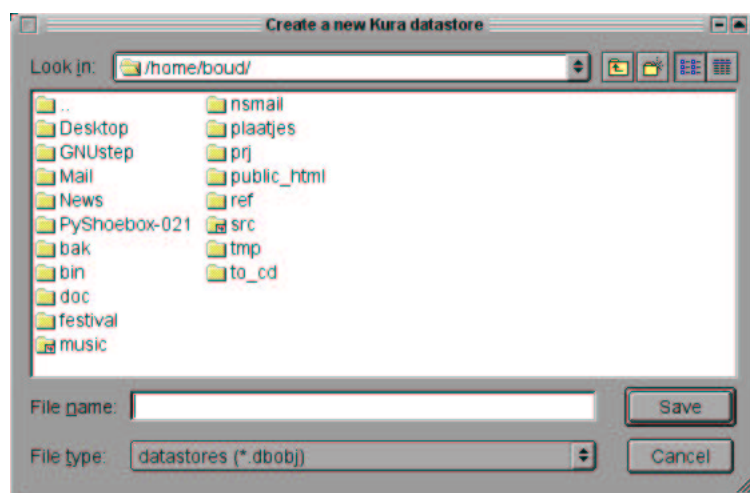 Create a new Kura datastore
Look in: /home/boud/
..
Desktop
GNUstep
Mail
News
PyShoebox-021
bak
bin
doc
festival
music
nsmail
plaatjes
prj
public_html
ref
src
tmp
to_cd
File name:
Save
File type: datastores (*.dbobj)
Cancel